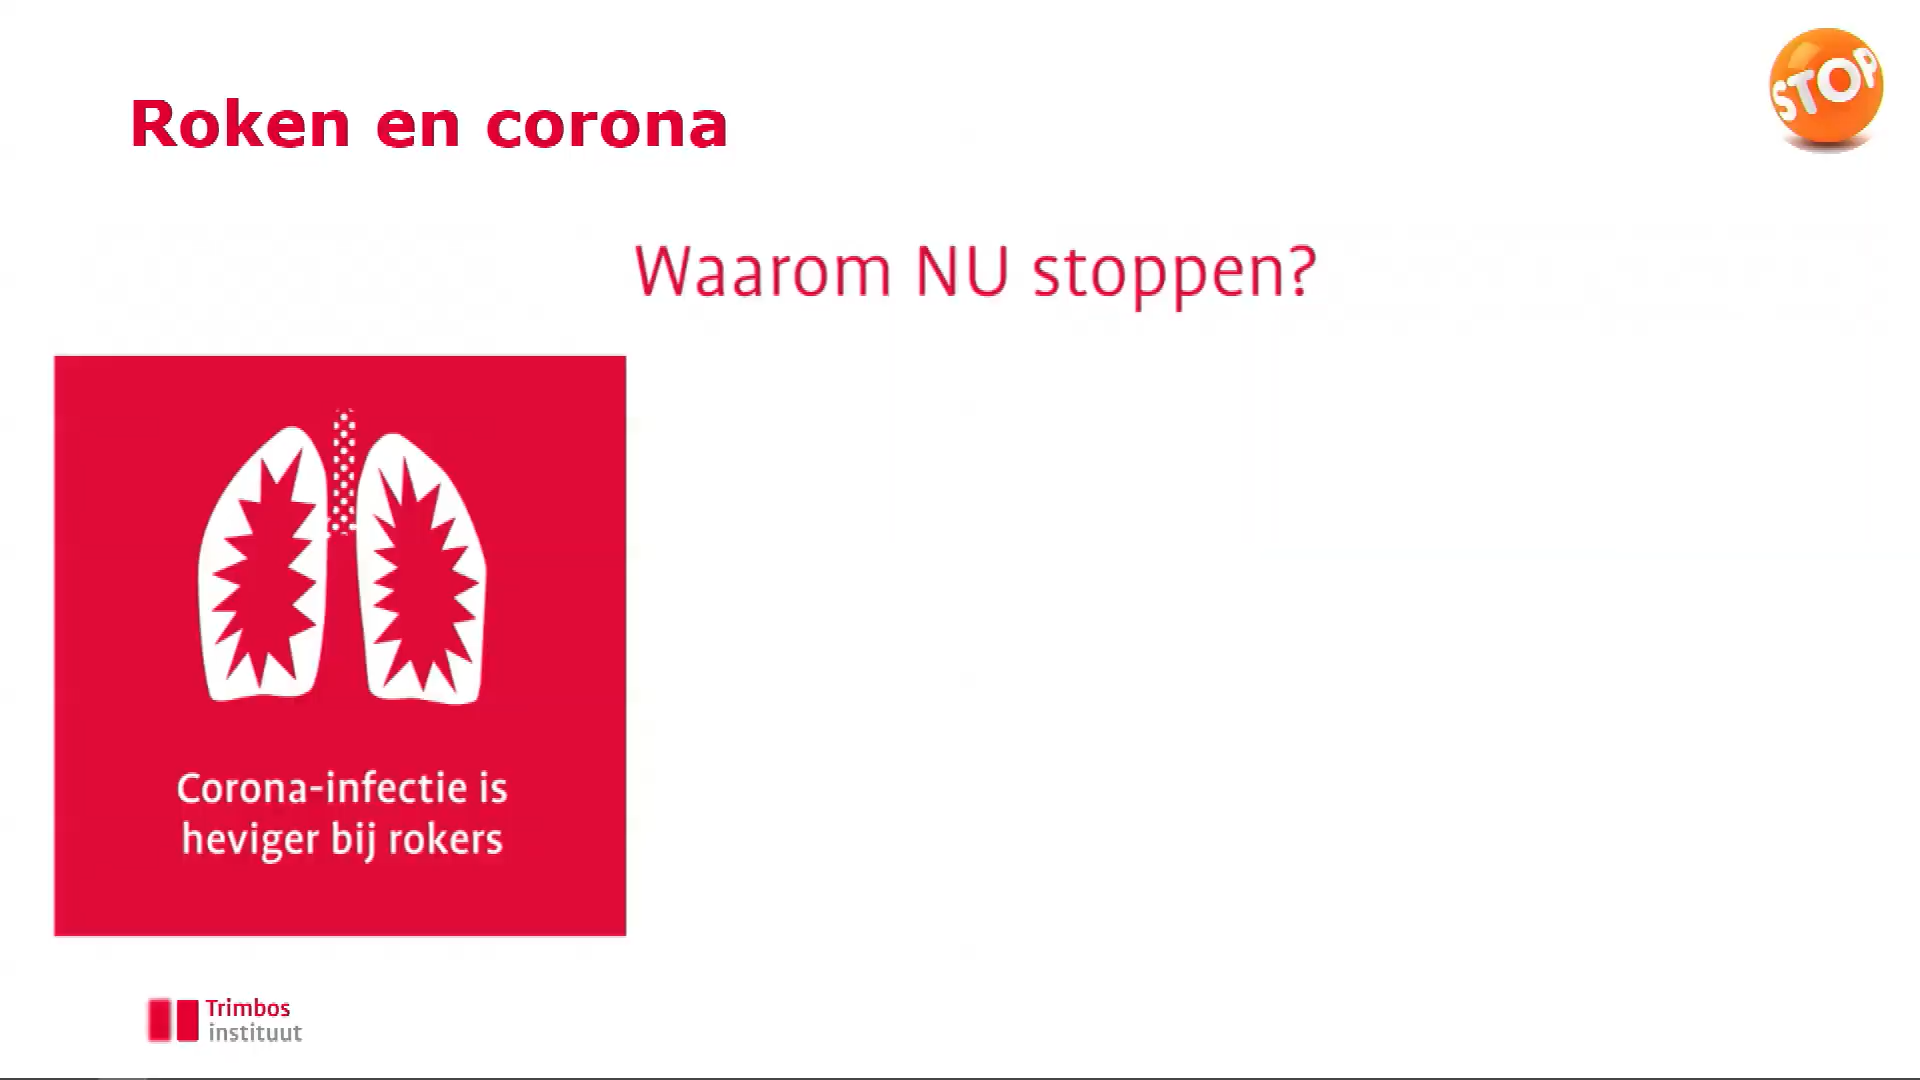 STOP
Roken en corona
Waarom NU stoppen?
Corona-infectie is
heviger bij rokers
Trimbos
instituut